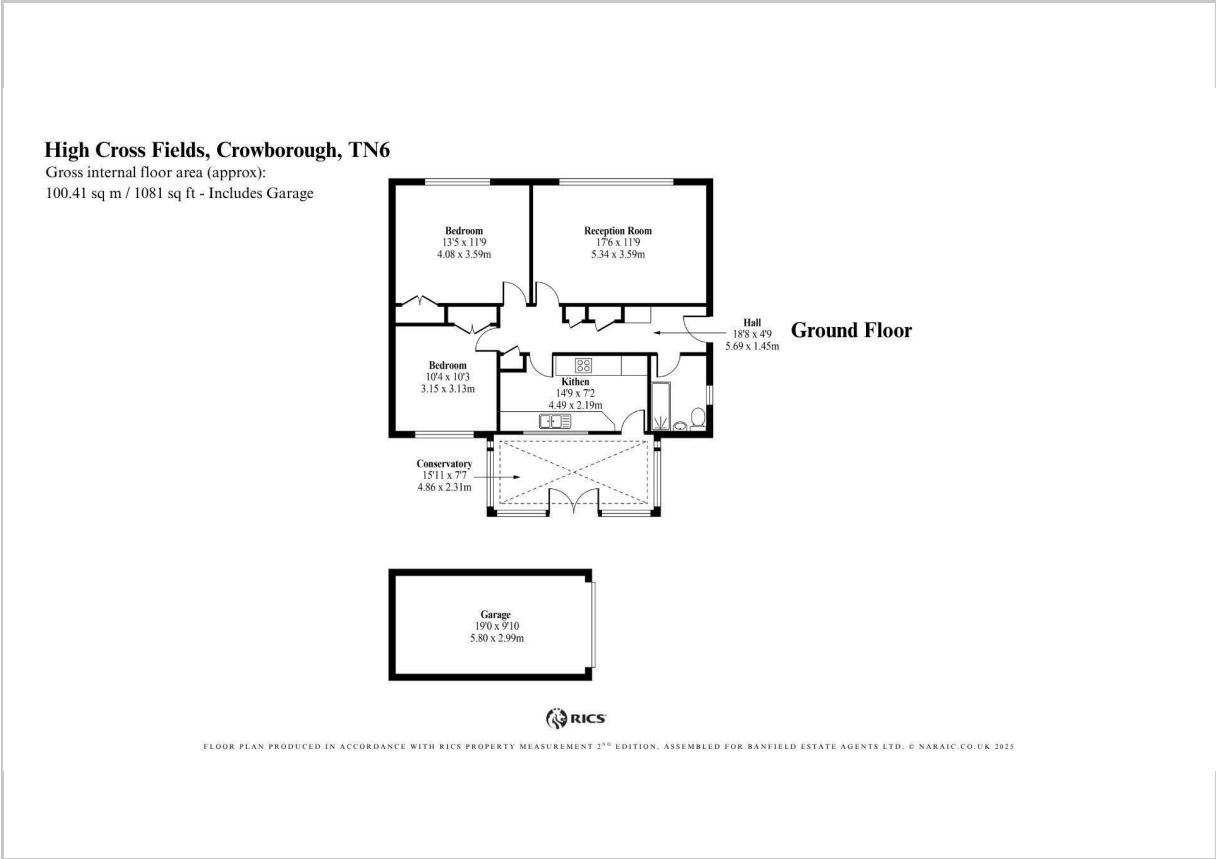 High Cross Fields, Crowborough, TN6
Gross internal floor area (approx):
100.41 sq m / 1081 sq ft - Includes Garage
Bedroom
13'5 x 11'9
4.08 x 3.59m
Reception Room
17'6 x 11'9
5.34 x 3.59m
Hall
18'8 x 4'9
5.69 x 1.45m
Ground Floor
Bedroom
10'4 x 10'3
3.15 x 3.13m
Kithen
14'9 x 7'2
4.49 x 2.19m
Conservatory
15'11 x 7'7
4.86 x 2.31m
Garage
19'0 x 9'10
5.80 x 2.99m
RICS
FLOOR PLAN PRODUCED IN ACCORDANCE WITH RICS PROPERTY MEASUREMENT 2ND EDITION, ASSEMBLED FOR BANFIELD ESTATE AGENTS LTD. © NARAIC.CO.UK 2025